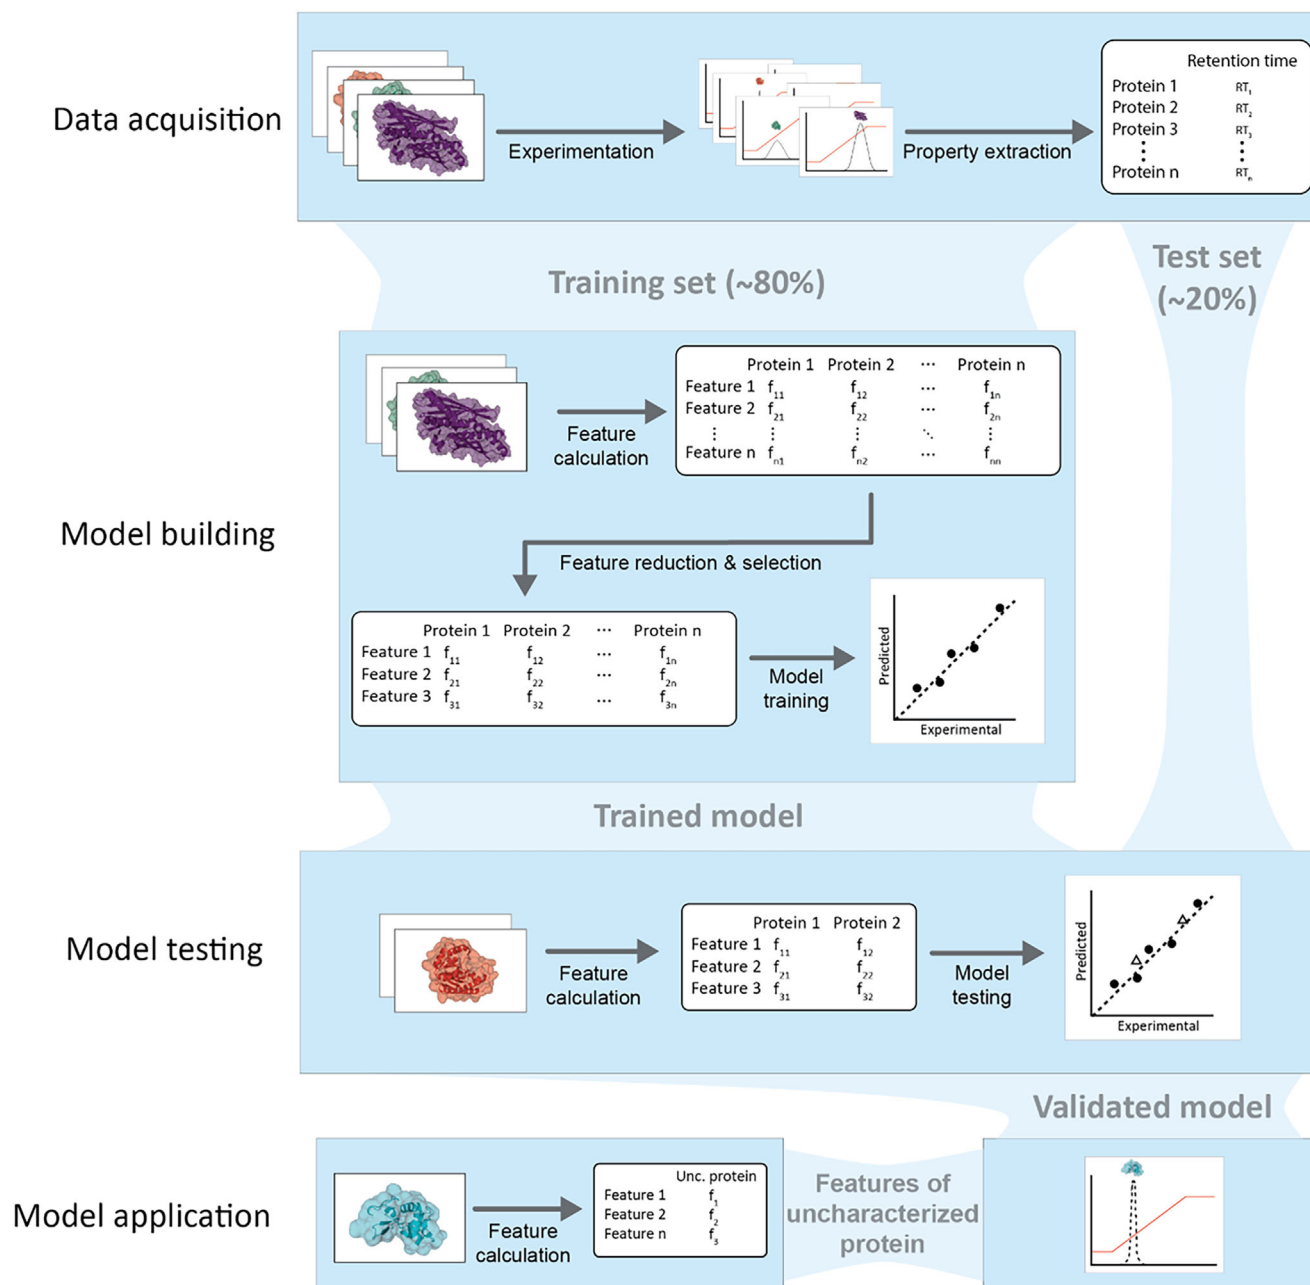 Data acquisition
Experimentation
Property extraction
Retention time
Protein 1 RT1
Protein 2 RT2
Protein 3 RT3
⋮ ⋮
Protein n RTn
Training set (~80%)
Test set
(~20%)
Model building
Feature
calculation
Protein 1 Protein 2 ... Protein n
Feature 1 f11 f12 ... f1n
Feature 2 f21 f22 ... f2n
⋮ ⋮ ⋮ ⋱ ⋮
Feature n fn1 fn2 ... fnn
Feature reduction & selection
Protein 1 Protein 2 ... Protein n
Feature 1 f11 f12 ... f1n
Feature 2 f21 f22 ... f2n
Feature 3 f31 f32 ... f3n
Model
training
Predicted
Experimental
Trained model
Model testing
Feature
calculation
Protein 1 Protein 2
Feature 1 f11 f12
Feature 2 f21 f22
Feature 3 f31 f32
Model
testing
Predicted
Experimental
Validated model
Model application
Feature
calculation
Unc. protein
Feature 1 f1
Feature 2 f2
Feature n f3
Features of
uncharacterized
protein